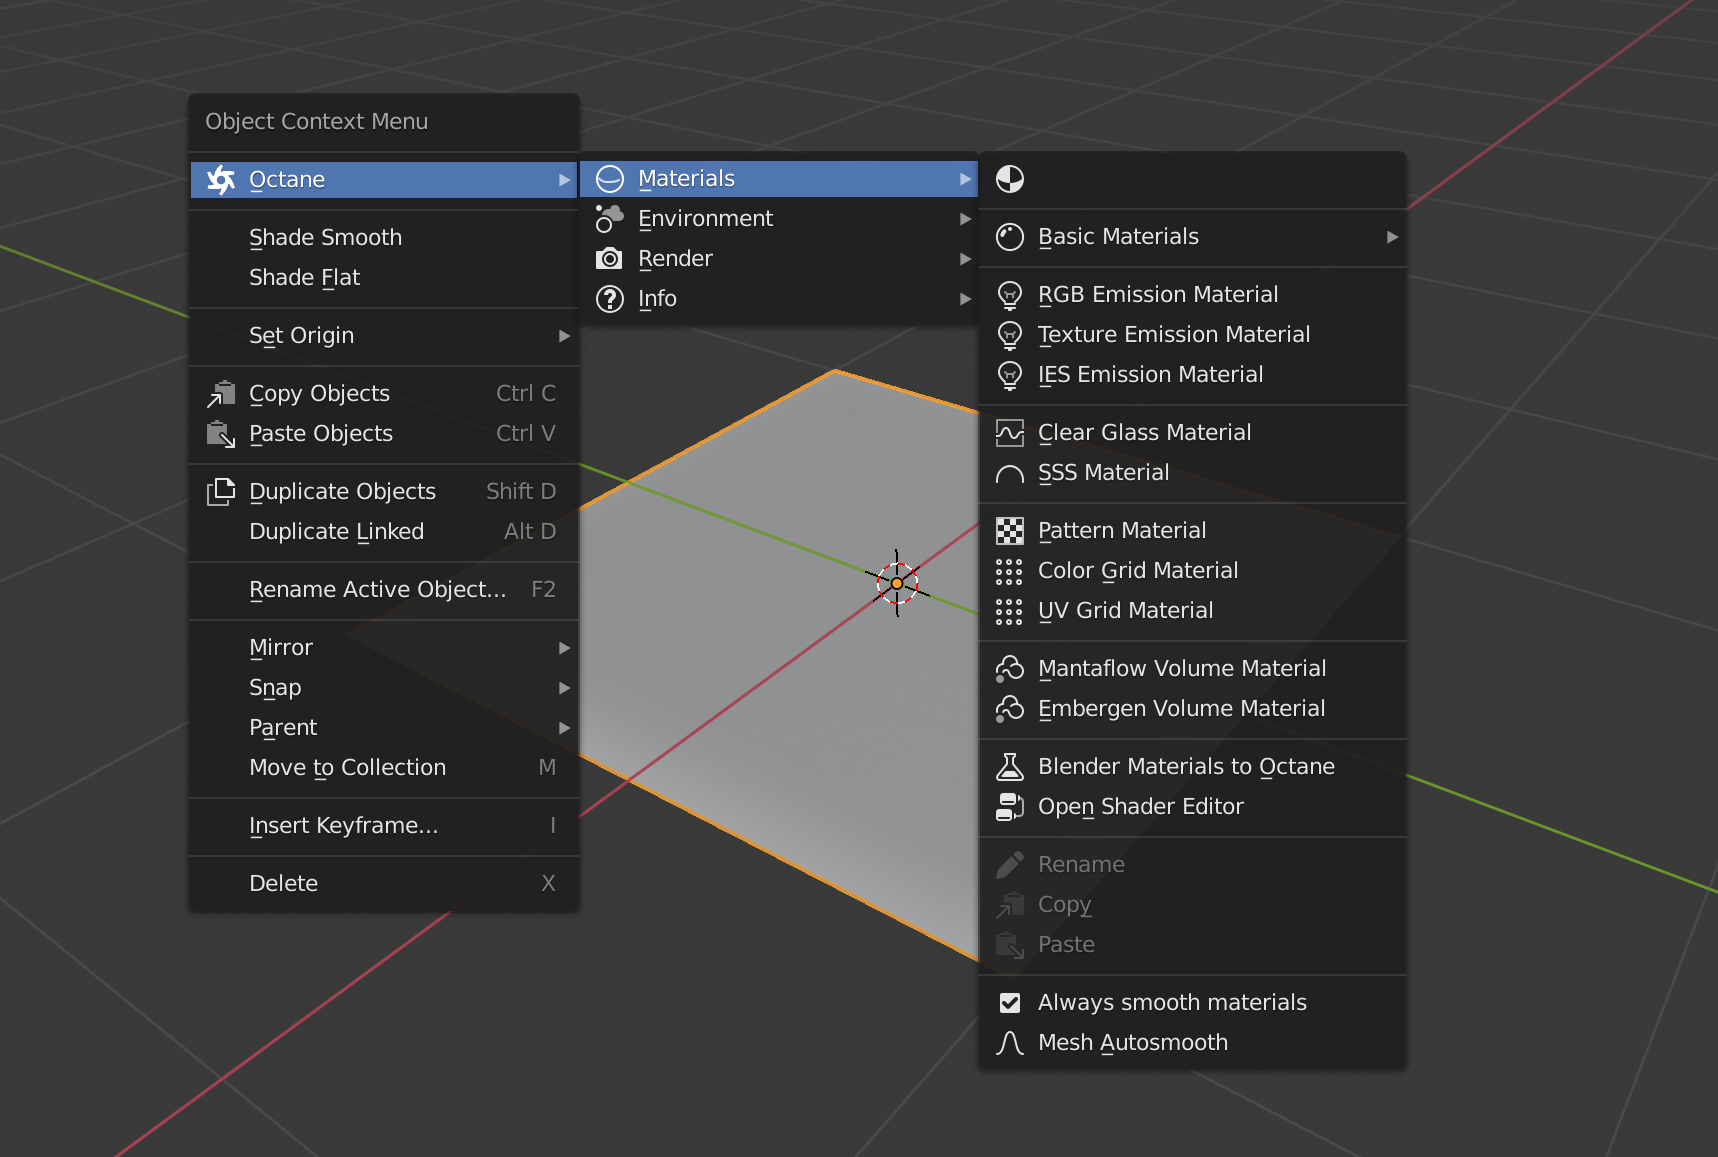 Object Context Menu
Octane
Shade Smooth
Shade Flat
Set Origin
Copy Objects Ctrl C
Paste Objects Ctrl V
Duplicate Objects Shift D
Duplicate Linked Alt D
Rename Active Object... F2
Mirror
Snap
Parent
Move to Collection M
Insert Keyframe... I
Delete X
Materials
Environment
Render
Info
Basic Materials
RGB Emission Material
Texture Emission Material
IES Emission Material
Clear Glass Material
SSS Material
Pattern Material
Color Grid Material
UV Grid Material
Mantaflow Volume Material
Embergen Volume Material
Blender Materials to Octane
Open Shader Editor
Rename
Copy
Paste
Always smooth materials
Mesh Autosmooth